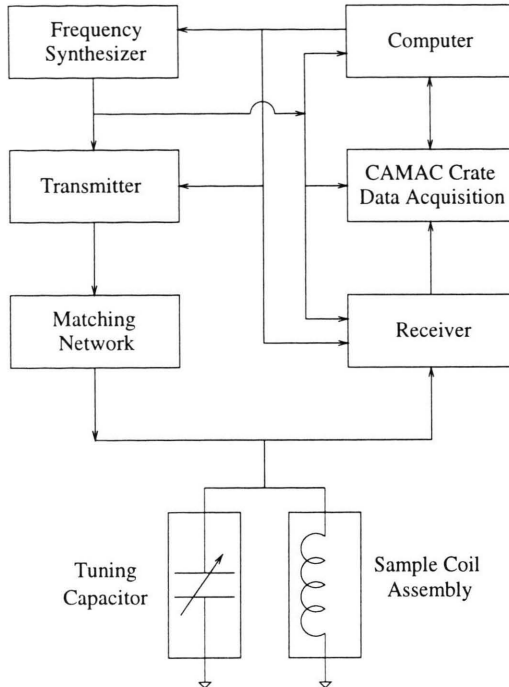 Frequency
Synthesizer
Computer
Transmitter
CAMAC Crate
Data Acquisition
Matching
Network
Receiver
Tuning
Capacitor
Sample Coil
Assembly